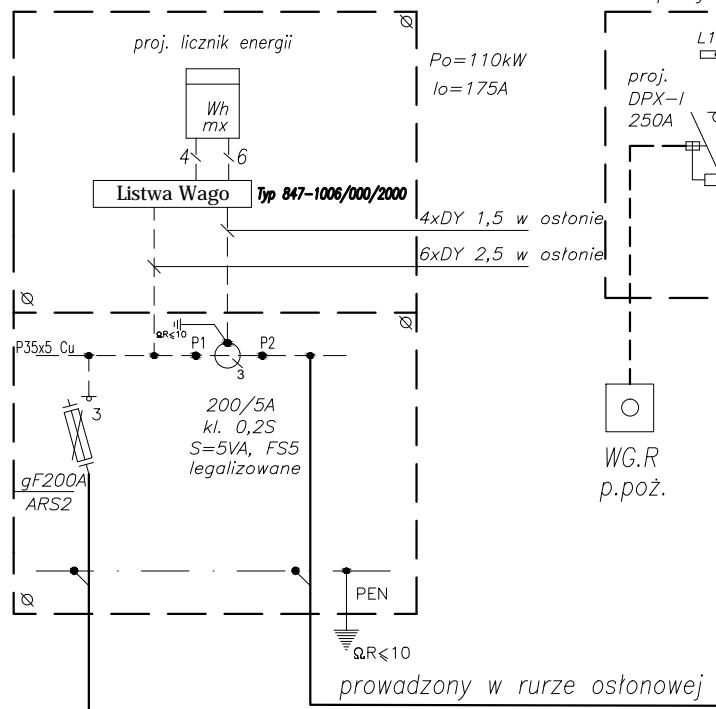 proj. licznik energii
Po=110kW
Io=175A
Wh
mx
4
6
Listwa Wago
Typ 847-1006/000/2000
4xDY 1,5 w osłonie
6xDY 2,5 w osłonie
L1
proj.
DPX-I
250A
P35x5 Cu
ΩR≤10
P1
P2
3
3
200/5A
kl. 0,2S
S=5VA, FS5
legalizowane
gF200A
ARS2
WG.R
p.poż.
PEN
ΩR≤10
prowadzony w rurze osłonowej